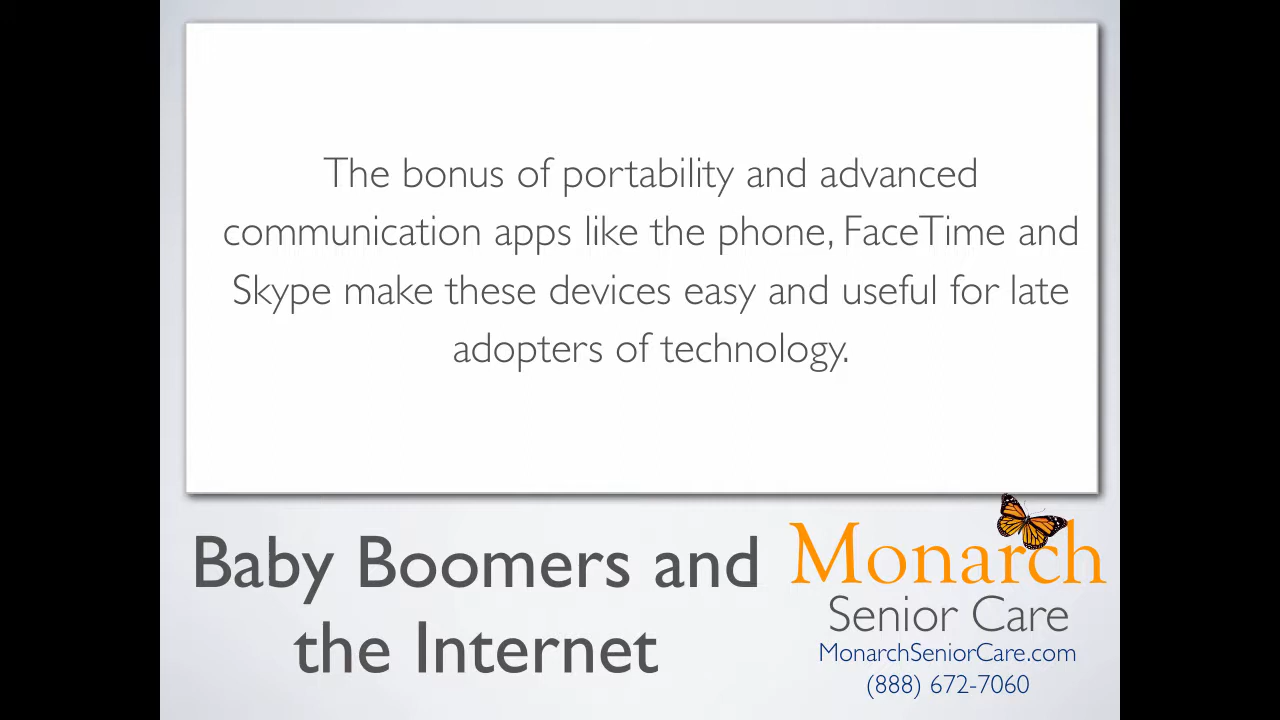 The bonus of portability and advanced
communication apps like the phone, FaceTime and
Skype make these devices easy and useful for late
adopters of technology.
Baby Boomers and
the Internet
Monarch
Senior Care
MonarchSeniorCare.com
(888) 672-7060